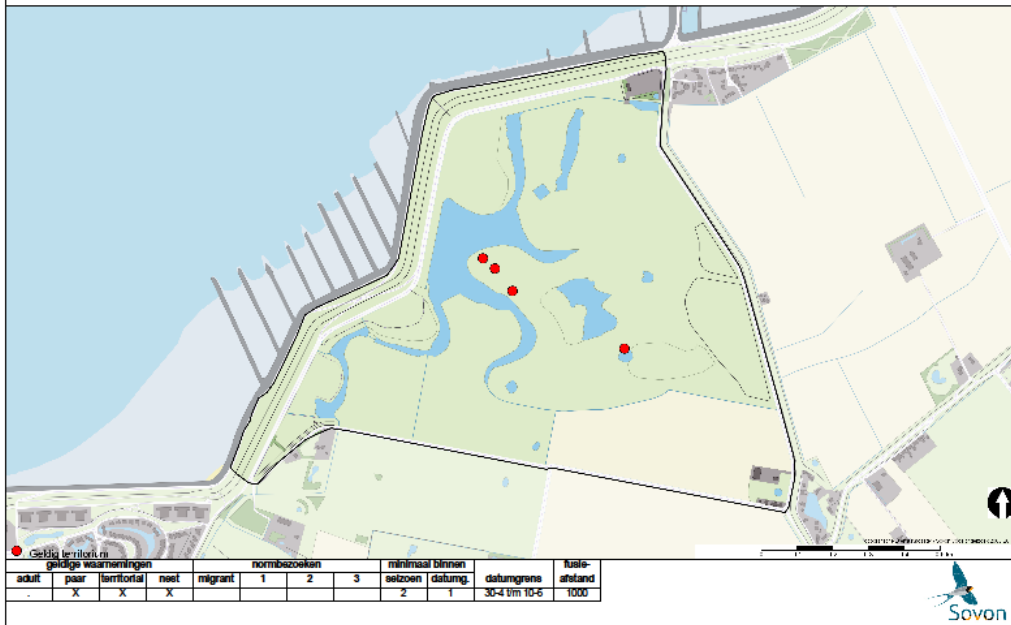 Geldig territorium
geldige waarnemingen normbezoeken minimaal binnen fusie-
adult paar territorial nest migrant 1 2 3 seizoen datumg. datumgrens afstand
. X X X 2 1 30-4 t/m 10-6 1000
Sovon